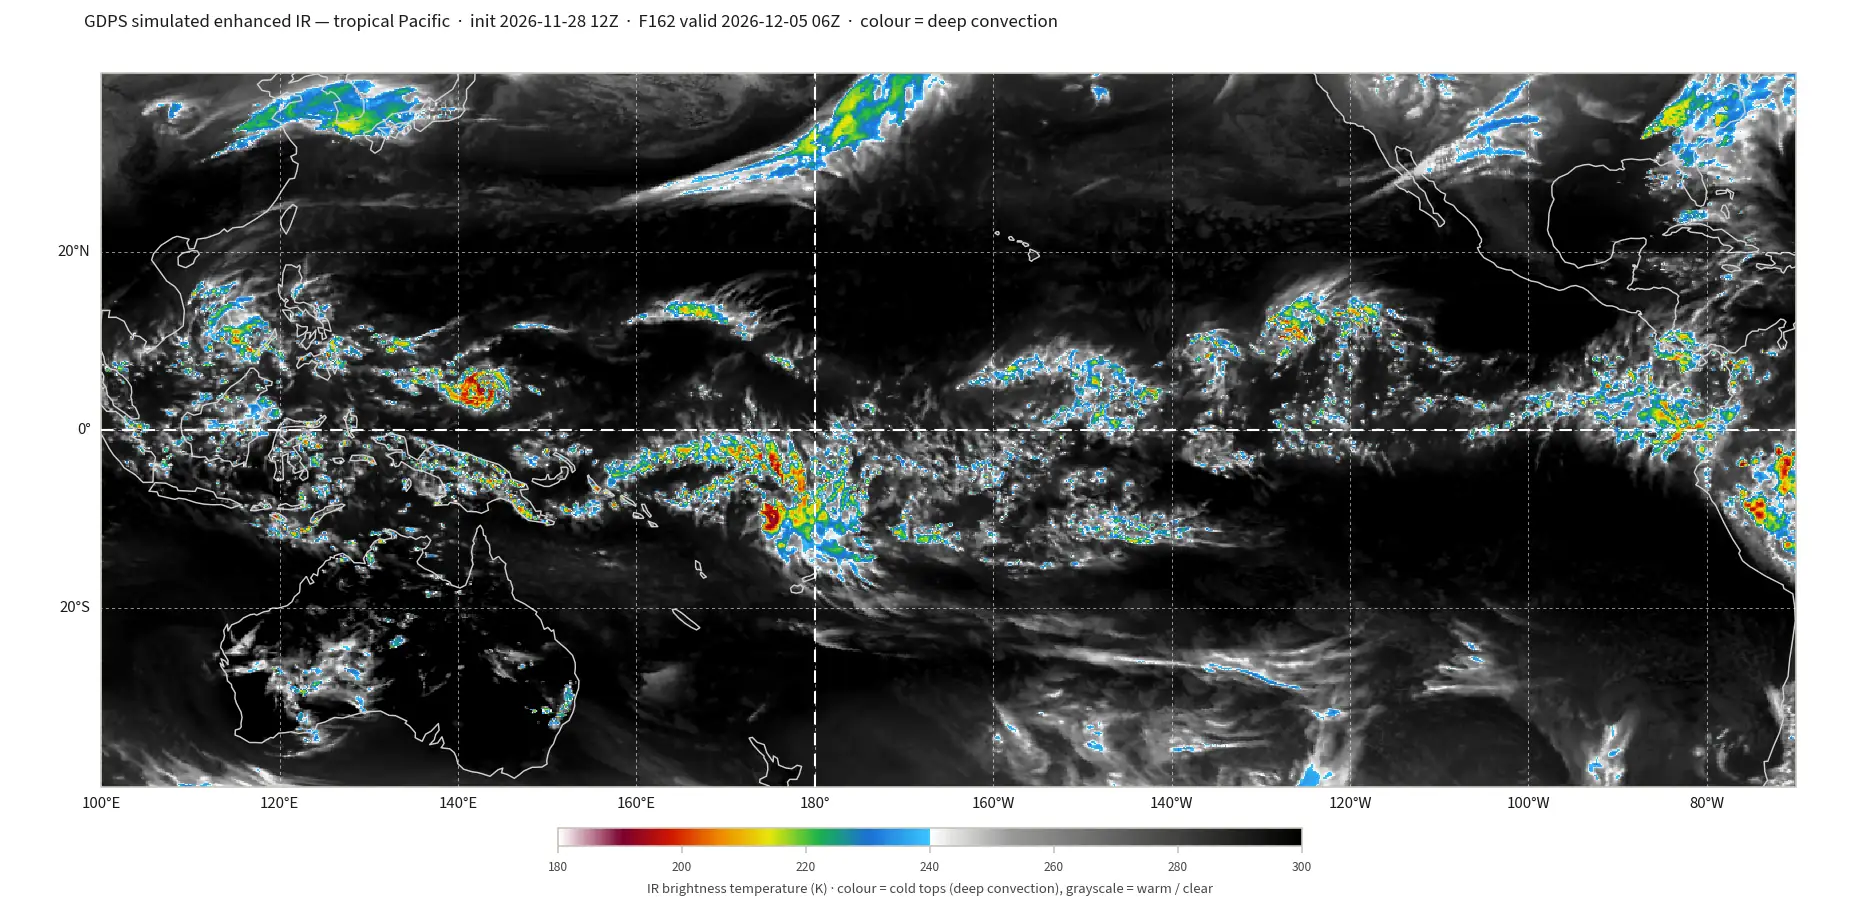 GDPS simulated enhanced IR — tropical Pacific · init 2026-11-28 12Z · F162 valid 2026-12-05 06Z · colour = deep convection
20°N
0°
20°S
100°E 120°E 140°E 160°E 180° 160°W 140°W 120°W 100°W 80°W
180 200 220 240 260 280 300
IR brightness temperature (K) · colour = cold tops (deep convection), grayscale = warm / clear